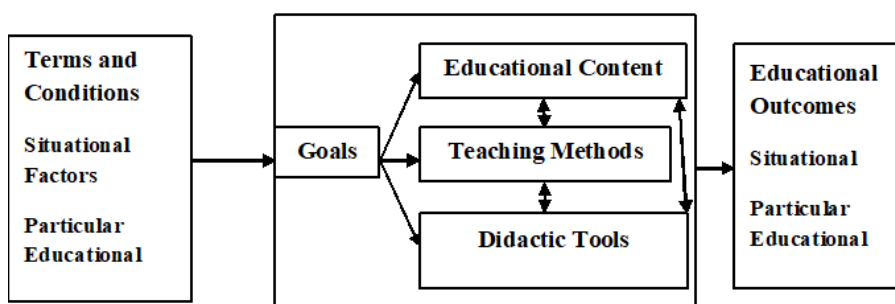 Terms and
Conditions
Situational
Factors
Particular
Educational
Goals
Educational Content
Teaching Methods
Didactic Tools
Educational
Outcomes
Situational
Particular
Educational